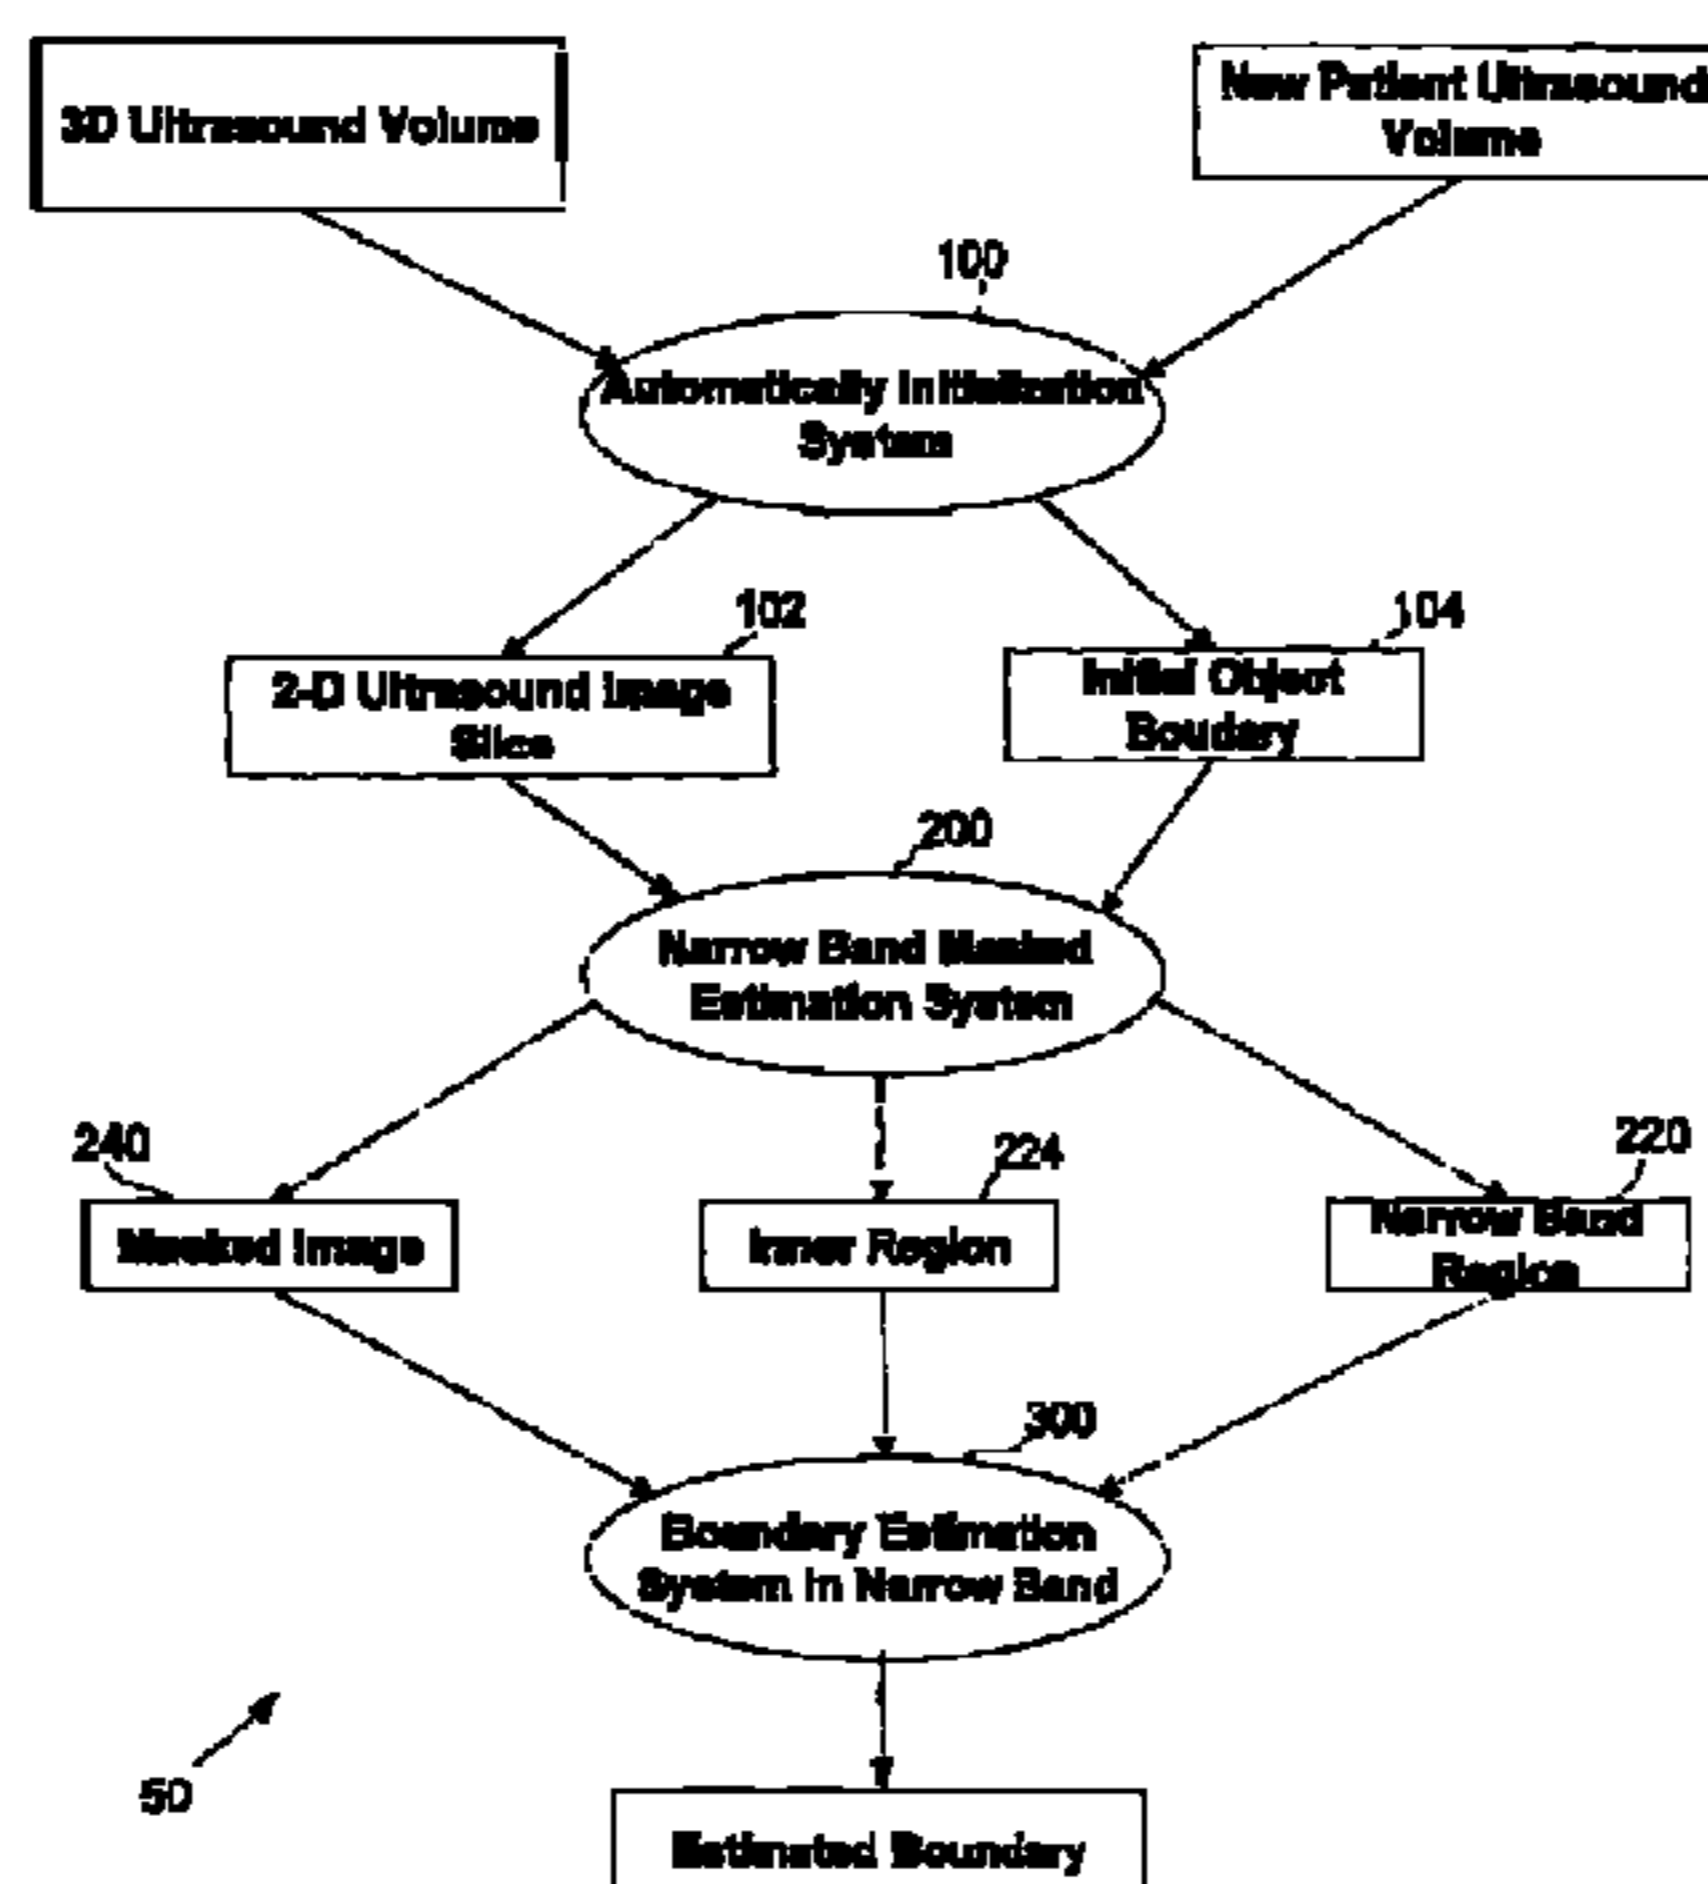 3D Ultrasound Volume
New Patient Ultrasound
Volume
100
Automatically Initialization
System
102
104
2-D Ultrasound Image
Slice
Initial Object
Boudary
200
Narrow Band Masked
Estimation System
240
224
220
Masked Image
Inner Region
Narrow Band
Region
300
Boundary Estimation
System in Narrow Band
50
Estimated Boundary